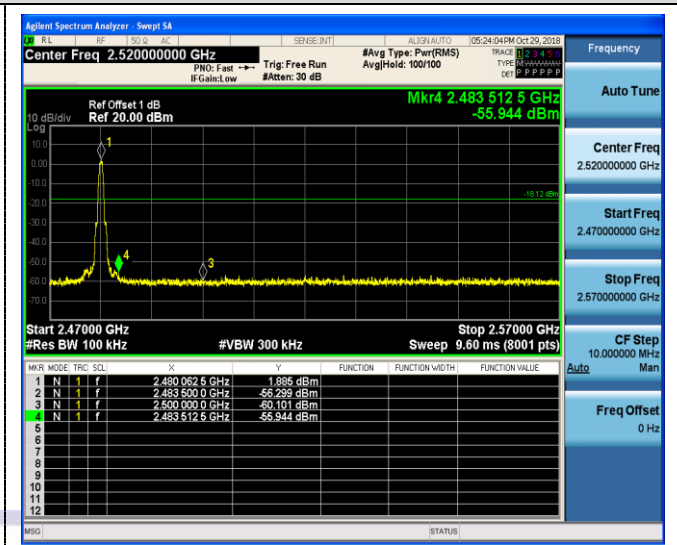 Agilent Spectrum Analyzer - Swept SA
LXI RL RF 50 Ω AC SENSE:INT ALIGN AUTO 05:24:04PM Oct 29, 2018
Center Freq 2.520000000 GHz #Avg Type: Pwr(RMS) TRACE 1 2 3 4 5 6
PNO: Fast Trig: Free Run Avg|Hold: 100/100 TYPE M
IFGain:Low #Atten: 30 dB DET P P P P P P
Mkr4 2.483 512 5 GHz
-55.944 dBm
Ref Offset 1 dB
10 dB/div Ref 20.00 dBm
Log
10.0
0.00
-10.0
-20.0
-30.0
-40.0
-50.0
-60.0
-70.0
1
-18.12 dBm
4
3
Start 2.47000 GHz Stop 2.57000 GHz
#Res BW 100 kHz #VBW 300 kHz Sweep 9.60 ms (8001 pts)
MKR MODE TRC SCL X Y FUNCTION FUNCTION WIDTH FUNCTION VALUE
1 N 1 f 2.480 062 5 GHz 1.885 dBm
2 N 1 f 2.483 500 0 GHz -56.299 dBm
3 N 1 f 2.500 000 0 GHz -60.101 dBm
4 N 1 f 2.483 512 5 GHz -55.944 dBm
5
6
7
8
9
10
11
12
MSG STATUS
Frequency
Auto Tune
Center Freq
2.520000000 GHz
Start Freq
2.470000000 GHz
Stop Freq
2.570000000 GHz
CF Step
10.000000 MHz
Auto Man
Freq Offset
0 Hz